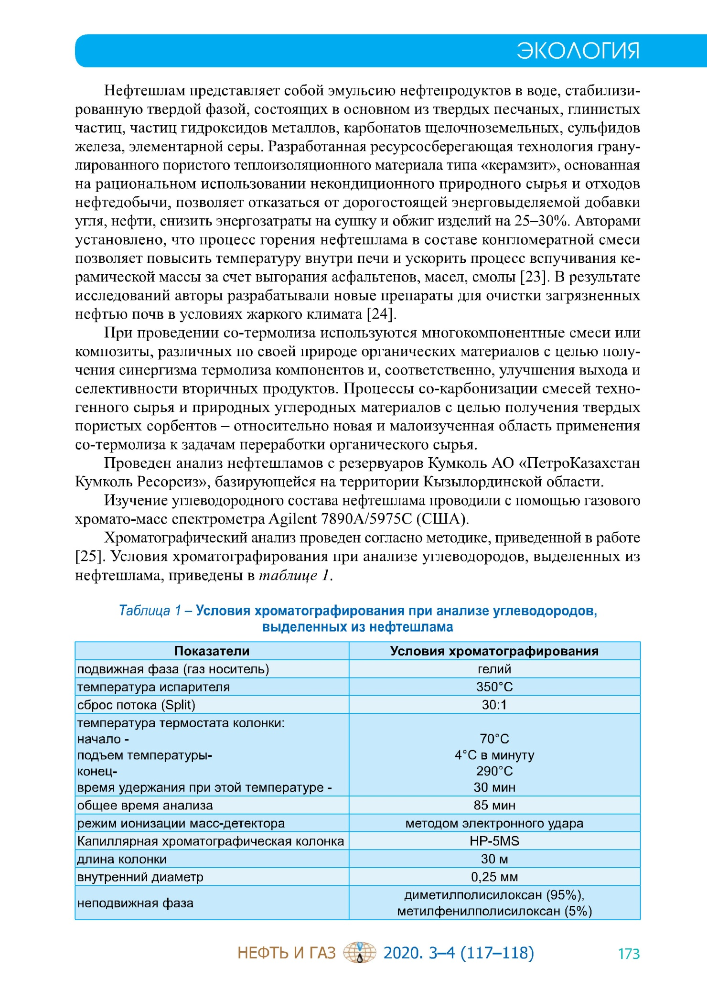 ЭКОЛОГИЯ
Нефтешлам представляет собой эмульсию нефтепродуктов в воде, стабилизи-
рованную твердой фазой, состоящих в основном из твердых песчаных, глинистых
частиц, частиц гидроксидов металлов, карбонатов щелочноземельных, сульфидов
железа, элементарной серы. Разработанная ресурсосберегающая технология грану-
лированного пористого теплоизоляционного материала типа «керамзит», основанная
на рациональном использовании некондиционного природного сырья и отходов
нефтедобычи, позволяет отказаться от дорогостоящей энерговыделяемой добавки
угля, нефти, снизить энергозатраты на сушку и обжиг изделий на 25–30%. Авторами
установлено, что процесс горения нефтешлама в составе конгломератной смеси
позволяет повысить температуру внутри печи и ускорить процесс вспучивания ке-
рамической массы за счет выгорания асфальтенов, масел, смолы [23]. В результате
исследований авторы разрабатывали новые препараты для очистки загрязненных
нефтью почв в условиях жаркого климата [24].
При проведении со-термолиза используются многокомпонентные смеси или
композиты, различных по своей природе органических материалов с целью полу-
чения синергизма термолиза компонентов и, соответственно, улучшения выхода и
селективности вторичных продуктов. Процессы со-карбонизации смесей техно-
генного сырья и природных углеродных материалов с целью получения твердых
пористых сорбентов – относительно новая и малоизученная область применения
со-термолиза к задачам переработки органического сырья.
Проведен анализ нефтешламов с резервуаров Кумколь АО «ПетроКазахстан
Кумколь Ресорсиз», базирующейся на территории Кызылординской области.
Изучение углеводородного состава нефтешлама проводили с помощью газового
хромато-масс спектрометра Agilent 7890A/5975C (США).
Хроматографический анализ проведен согласно методике, приведенной в работе
[25]. Условия хроматографирования при анализе углеводородов, выделенных из
нефтешлама, приведены в таблице 1.
Таблица 1 – Условия хроматографирования при анализе углеводородов,
выделенных из нефтешлама
Показатели Условия хроматографирования
подвижная фаза (газ носитель) гелий
температура испарителя 350°C
сброс потока (Split) 30:1
температура термостата колонки:
начало - 70°C
подъем температуры- 4°C в минуту
конец- 290°C
время удержания при этой температуре - 30 мин
общее время анализа 85 мин
режим ионизации масс-детектора методом электронного удара
Капиллярная хроматографическая колонка HP-5MS
длина колонки 30 м
внутренний диаметр 0,25 мм
неподвижная фаза диметилполисилоксан (95%),
метилфенилполисилоксан (5%)
НЕФТЬ И ГАЗ 2020. 3–4 (117–118) 173